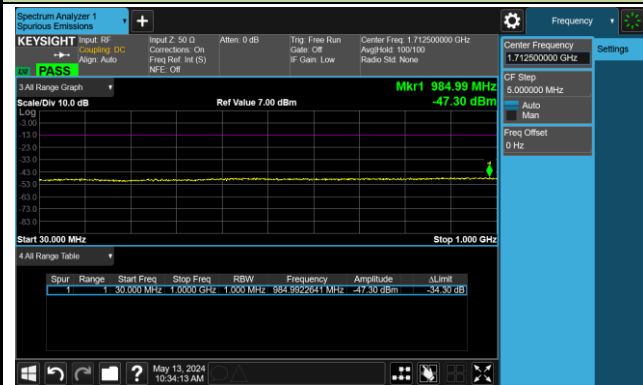 Spectrum Analyzer 1
Spurious Emissions
Frequency
KEYSIGHT
Input: RF
Coupling: DC
Align: Auto
Input Z: 50 Ω
Corrections: On
Freq Ref: Int (S)
NFE: Off
Atten: 0 dB
Trig: Free Run
Gate: Off
IF Gain: Low
Center Freq: 1.712500000 GHz
Avg|Hold: 100/100
Radio Std: None
PASS
Center Frequency
1.712500000 GHz
Settings
CF Step
5.000000 MHz
Auto
Man
Freq Offset
0 Hz
3 All Range Graph
Mkr1 984.99 MHz
Scale/Div 10.0 dB
Ref Value 7.00 dBm
-47.30 dBm
Log
-3.00
-13.0
-23.0
-33.0
-43.0
-53.0
-63.0
-73.0
-83.0
1
Start 30.000 MHz
Stop 1.000 GHz
4 All Range Table
Spur Range Start Freq Stop Freq RBW Frequency Amplitude ΔLimit
1 1 30.000 MHz 1.0000 GHz 1.000 MHz 984.9922641 MHz -47.30 dBm -34.30 dB
?
May 13, 2024
10:34:13 AM